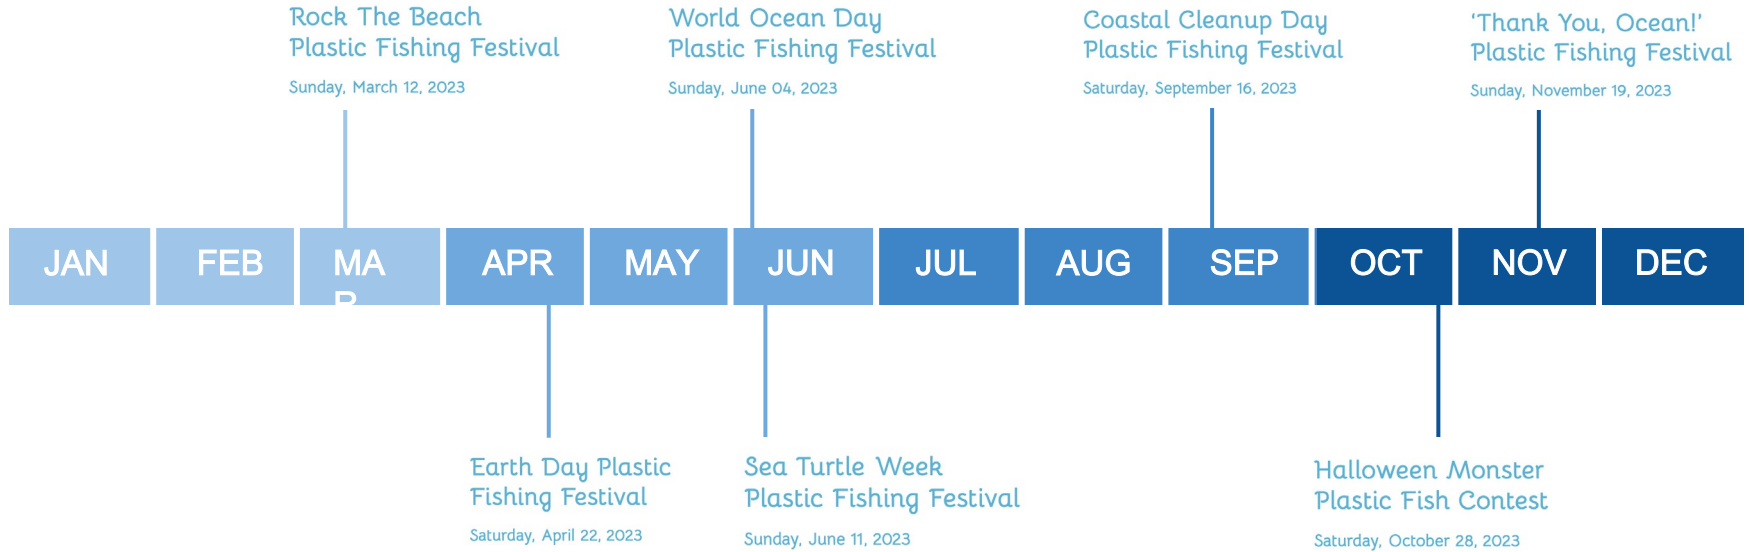 Rock The Beach
Plastic Fishing Festival
Sunday, March 12, 2023
World Ocean Day
Plastic Fishing Festival
Sunday, June 04, 2023
Coastal Cleanup Day
Plastic Fishing Festival
Saturday, September 16, 2023
‘Thank You, Ocean!’
Plastic Fishing Festival
Sunday, November 19, 2023
JAN
FEB
MA
R
APR
MAY
JUN
JUL
AUG
SEP
OCT
NOV
DEC
Earth Day Plastic
Fishing Festival
Saturday, April 22, 2023
Sea Turtle Week
Plastic Fishing Festival
Sunday, June 11, 2023
Halloween Monster
Plastic Fish Contest
Saturday, October 28, 2023